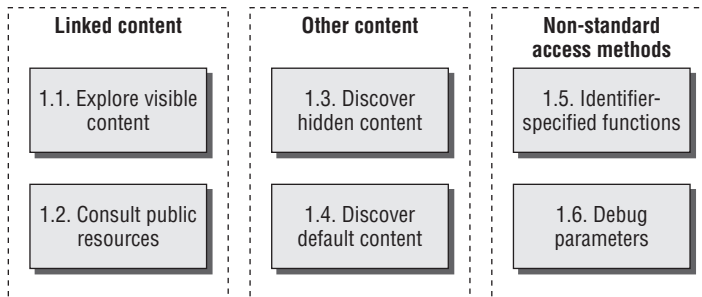 Linked content
1.1. Explore visible
content
1.2. Consult public
resources
Other content
1.3. Discover
hidden content
1.4. Discover
default content
Non-standard
access methods
1.5. Identifier-
specified functions
1.6. Debug
parameters